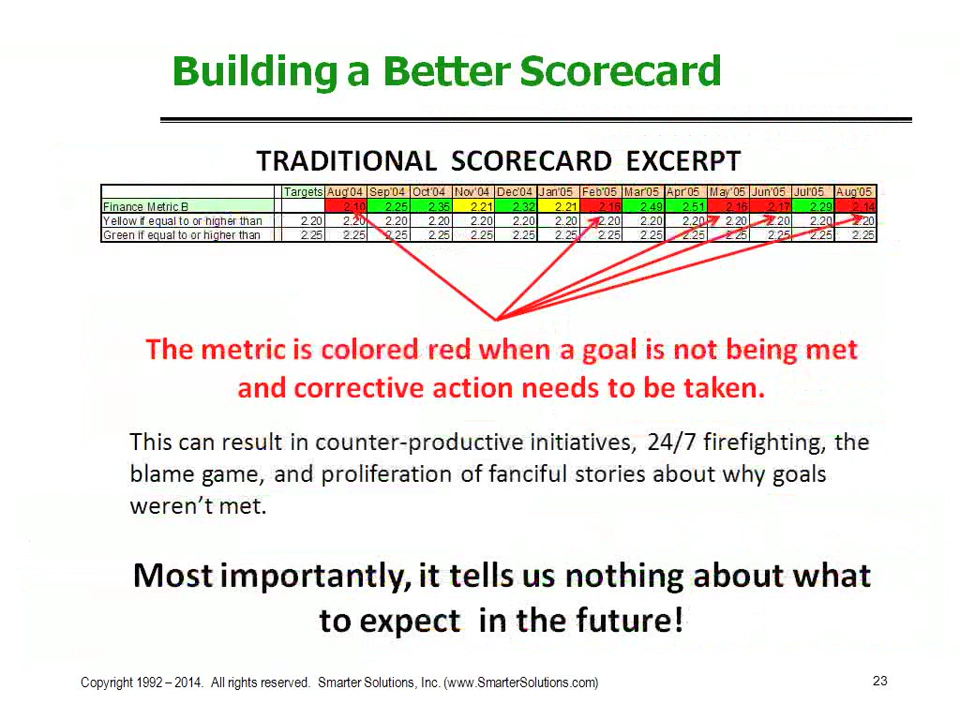 Building a Better Scorecard
TRADITIONAL SCORECARD EXCERPT
Targets Aug'04 Sep'04 Oct'04 Nov'04 Dec'04 Jan'05 Feb'05 Mar'05 Apr'05 May'05 Jun'05 Jul'05 Aug'05
Finance Metric B 2.10 2.25 2.35 2.21 2.32 2.21 2.16 2.49 2.51 2.16 2.17 2.29 2.14
Yellow if equal to or higher than 2.20 2.20 2.20 2.20 2.20 2.20 2.20 2.20 2.20 2.20 2.20 2.20 2.20 2.20
Green if equal to or higher than 2.25 2.25 2.25 2.25 2.25 2.25 2.25 2.25 2.25 2.25 2.25 2.25 2.25 2.25
The metric is colored red when a goal is not being met
and corrective action needs to be taken.
This can result in counter-productive initiatives, 24/7 firefighting, the
blame game, and proliferation of fanciful stories about why goals
weren't met.
Most importantly, it tells us nothing about what
to expect in the future!
Copyright 1992 – 2014. All rights reserved. Smarter Solutions, Inc. (www.SmarterSolutions.com)
23